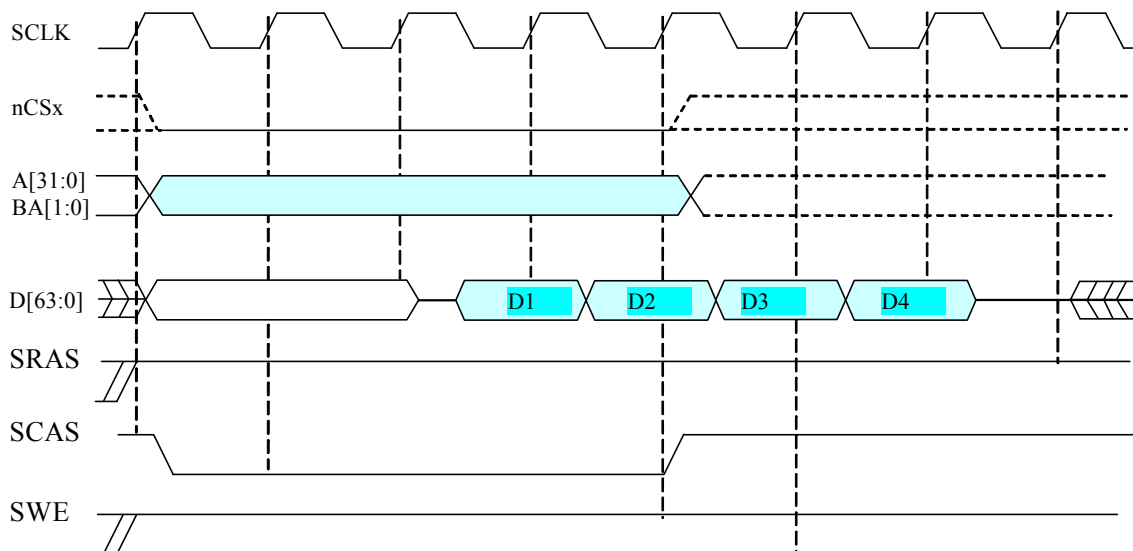 SCLK
nCSx
A[31:0]
BA[1:0]
D[63:0]
D1 D2 D3 D4
SRAS
SCAS
SWE